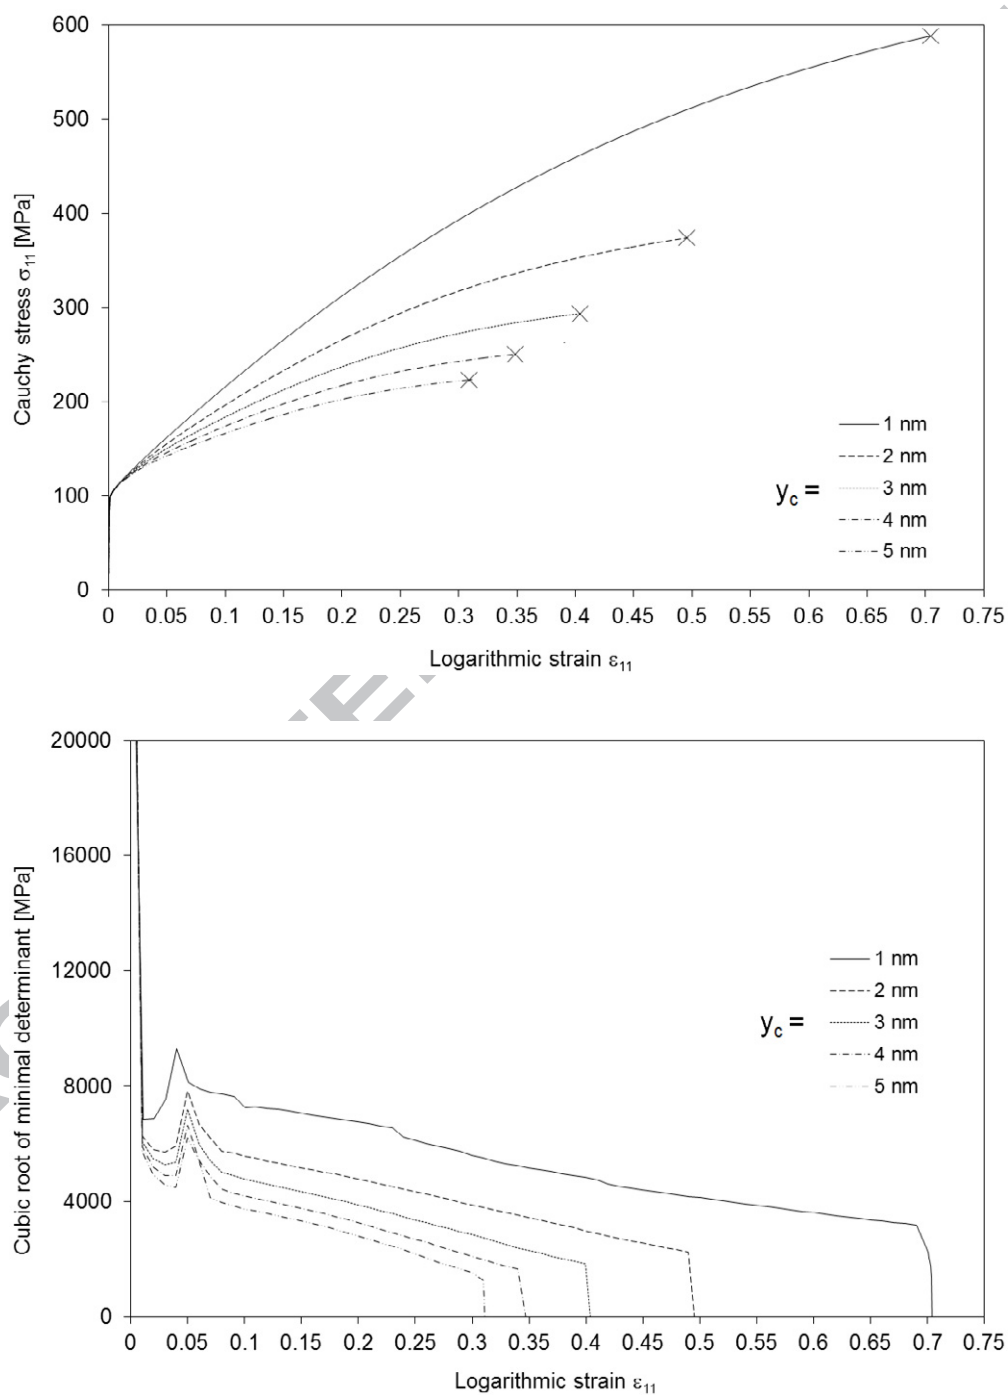 600
500
400
300
200
100
0
Cauchy stress σ₁₁ [MPa]
1 nm
2 nm
y_c = 3 nm
4 nm
5 nm
0 0.05 0.1 0.15 0.2 0.25 0.3 0.35 0.4 0.45 0.5 0.55 0.6 0.65 0.7 0.75
Logarithmic strain ε₁₁
20000
16000
12000
8000
4000
0
Cubic root of minimal determinant [MPa]
1 nm
2 nm
y_c = 3 nm
4 nm
5 nm
0 0.05 0.1 0.15 0.2 0.25 0.3 0.35 0.4 0.45 0.5 0.55 0.6 0.65 0.7 0.75
Logarithmic strain ε₁₁